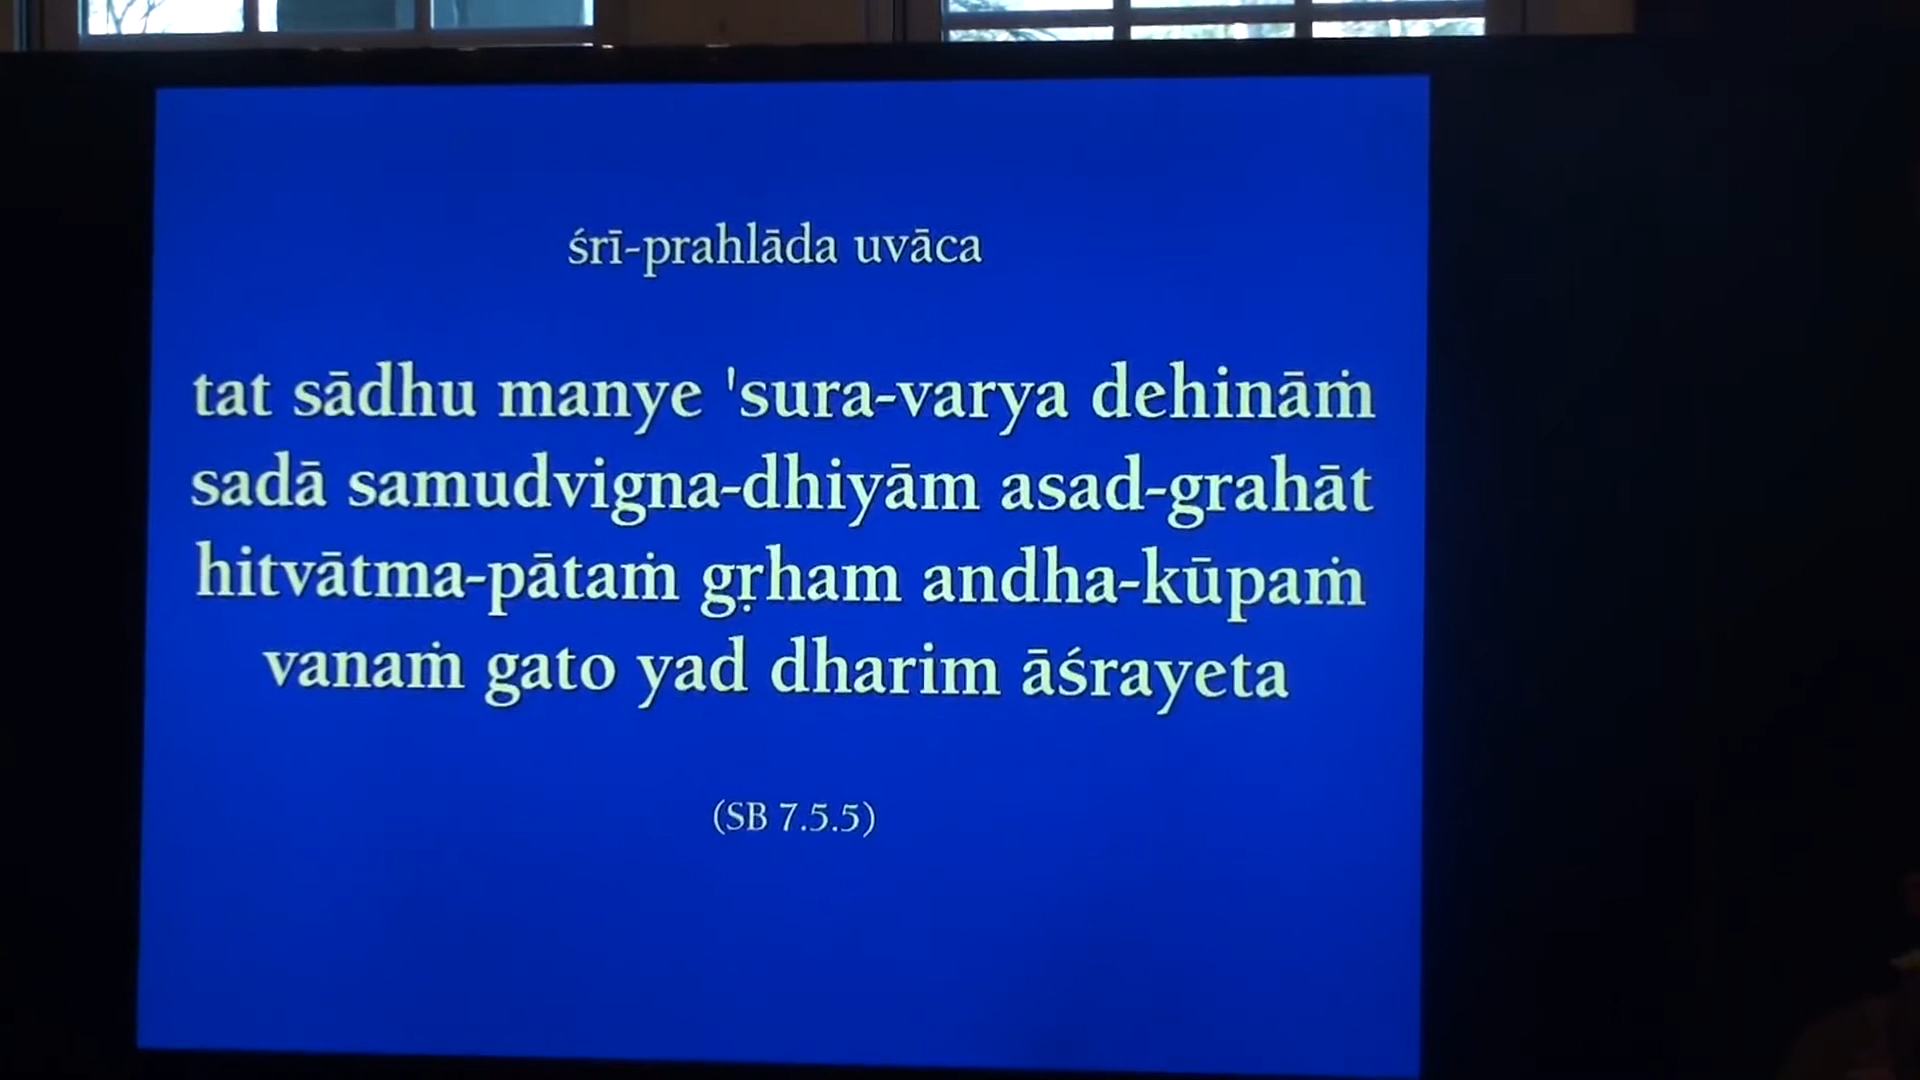 śrī-prahlāda uvāca
tat sādhu manye 'sura-varya dehināṁ
sadā samudvigna-dhiyām asad-grahāt
hitvātma-pātaṁ gṛham andha-kūpaṁ
vanaṁ gato yad dharim āśrayeta
(SB 7.5.5)